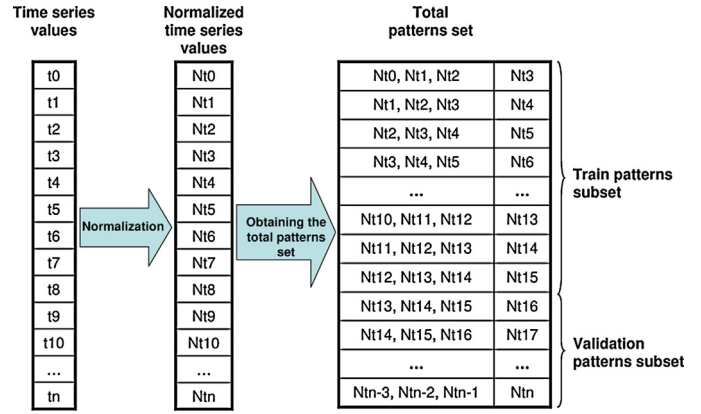 Time series
values
t0
t1
t2
t3
t4
t5
t6
t7
t8
t9
t10
...
tn
Normalization
Normalized
time series
values
Nt0
Nt1
Nt2
Nt3
Nt4
Nt5
Nt6
Nt7
Nt8
Nt9
Nt10
...
Ntn
Obtaining the
total patterns
set
Total
patterns set
Nt0, Nt1, Nt2 Nt3
Nt1, Nt2, Nt3 Nt4
Nt2, Nt3, Nt4 Nt5
Nt3, Nt4, Nt5 Nt6
... ...
Nt10, Nt11, Nt12 Nt13
Nt11, Nt12, Nt13 Nt14
Nt12, Nt13, Nt14 Nt15
Nt13, Nt14, Nt15 Nt16
Nt14, Nt15, Nt16 Nt17
... ...
Ntn-3, Ntn-2, Ntn-1 Ntn
Train patterns
subset
Validation
patterns subset